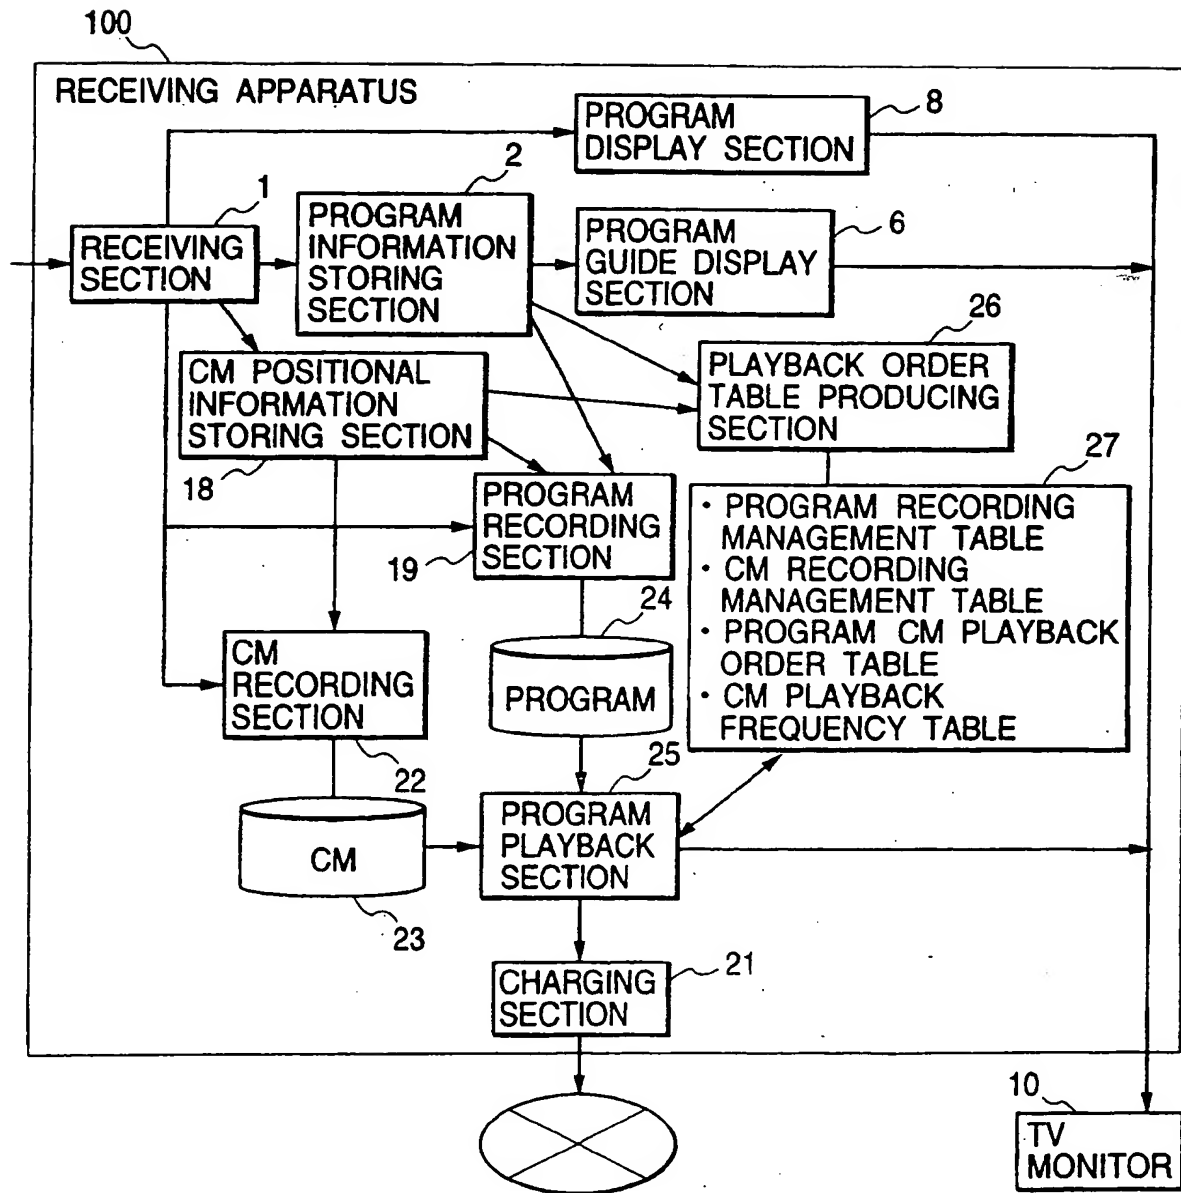 100
RECEIVING APPARATUS
PROGRAM
DISPLAY SECTION
8
1
RECEIVING
SECTION
2
PROGRAM
INFORMATION
STORING
SECTION
PROGRAM
GUIDE DISPLAY
SECTION
6
CM POSITIONAL
INFORMATION
STORING SECTION
18
26
PLAYBACK ORDER
TABLE PRODUCING
SECTION
PROGRAM
RECORDING
SECTION
19
27
· PROGRAM RECORDING
MANAGEMENT TABLE
· CM RECORDING
MANAGEMENT TABLE
· PROGRAM CM PLAYBACK
ORDER TABLE
· CM PLAYBACK
FREQUENCY TABLE
CM
RECORDING
SECTION
22
24
PROGRAM
CM
23
25
PROGRAM
PLAYBACK
SECTION
CHARGING
SECTION
21
10
TV
MONITOR